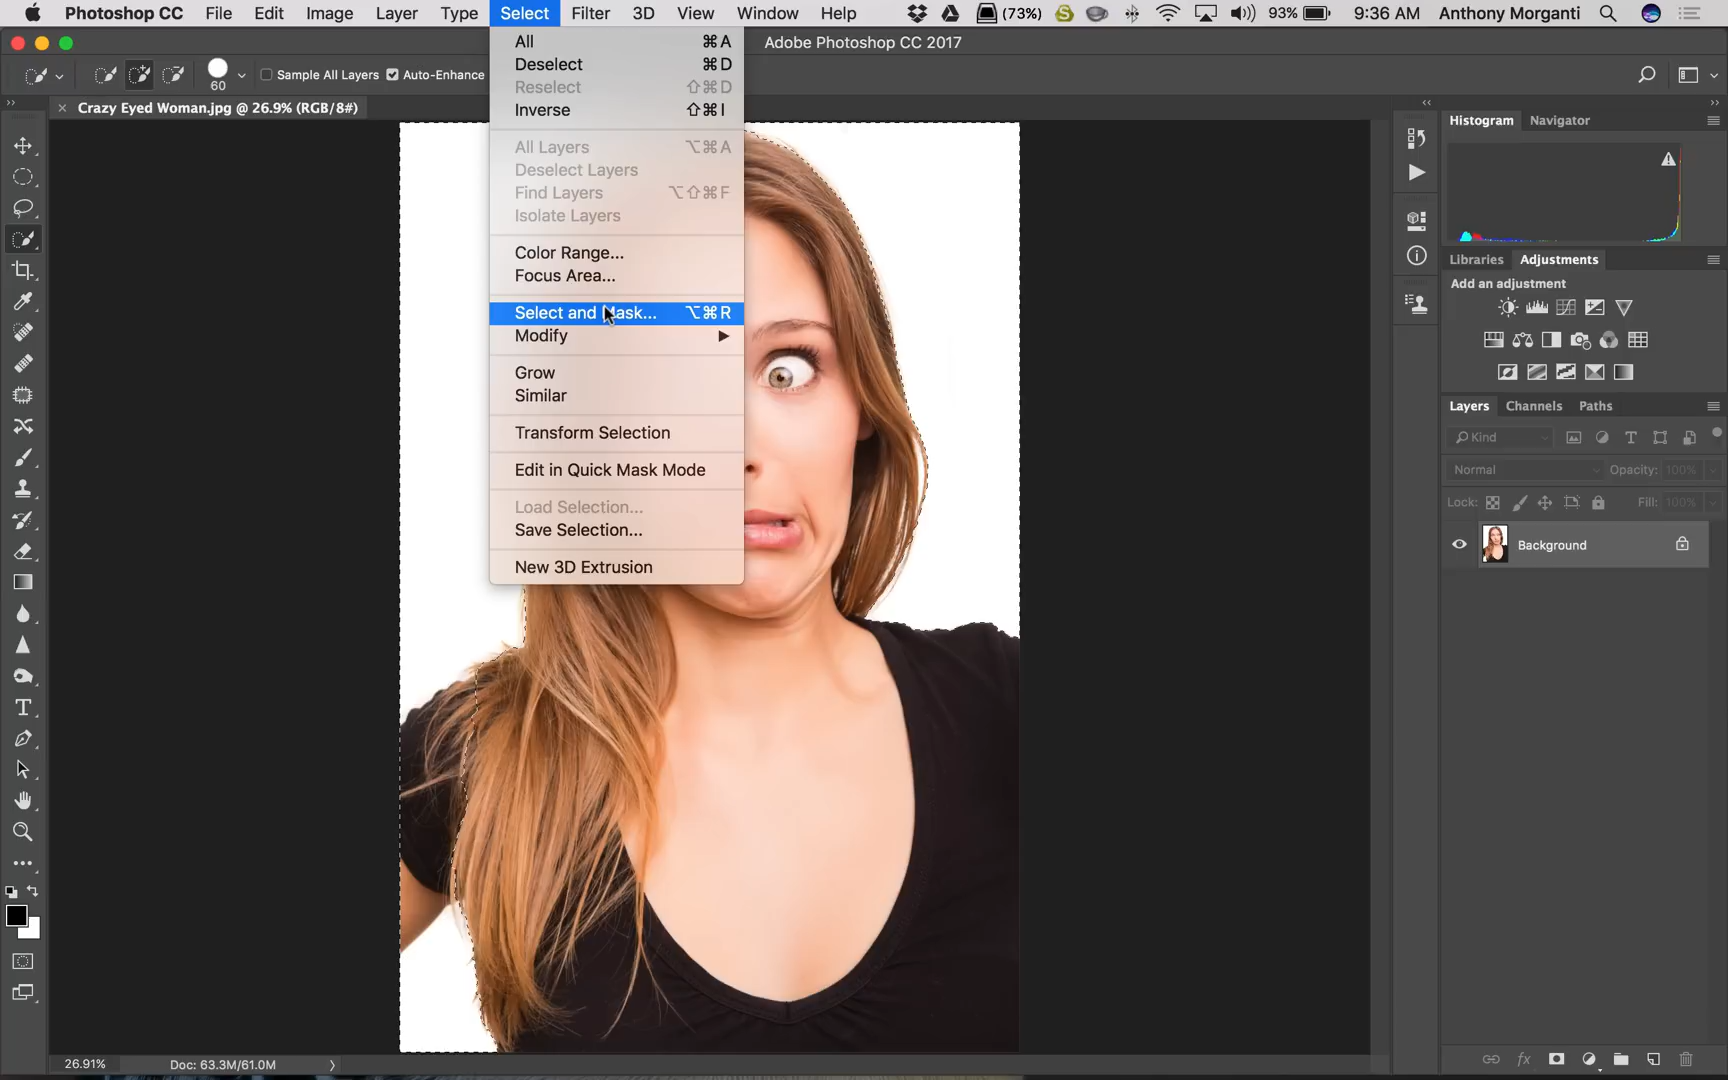 Photoshop CC File Edit Image Layer Type Select Filter 3D View Window Help (73%) 93% 9:36 AM Anthony Morganti
Adobe Photoshop CC 2017
60 Sample All Layers Auto-Enhance
Crazy Eyed Woman.jpg @ 26.9% (RGB/8#)
All ⌘A
Deselect ⌘D
Reselect ⇧⌘D
Inverse ⇧⌘I
All Layers ⌥⌘A
Deselect Layers
Find Layers ⌥⇧⌘F
Isolate Layers
Color Range...
Focus Area...
Select and Mask... ⌥⌘R
Modify
Grow
Similar
Transform Selection
Edit in Quick Mask Mode
Load Selection...
Save Selection...
New 3D Extrusion
Histogram Navigator
Libraries Adjustments
Add an adjustment
Layers Channels Paths
Kind
Normal Opacity: 100%
Lock: Fill: 100%
Background
fx
26.91% Doc: 63.3M/61.0M